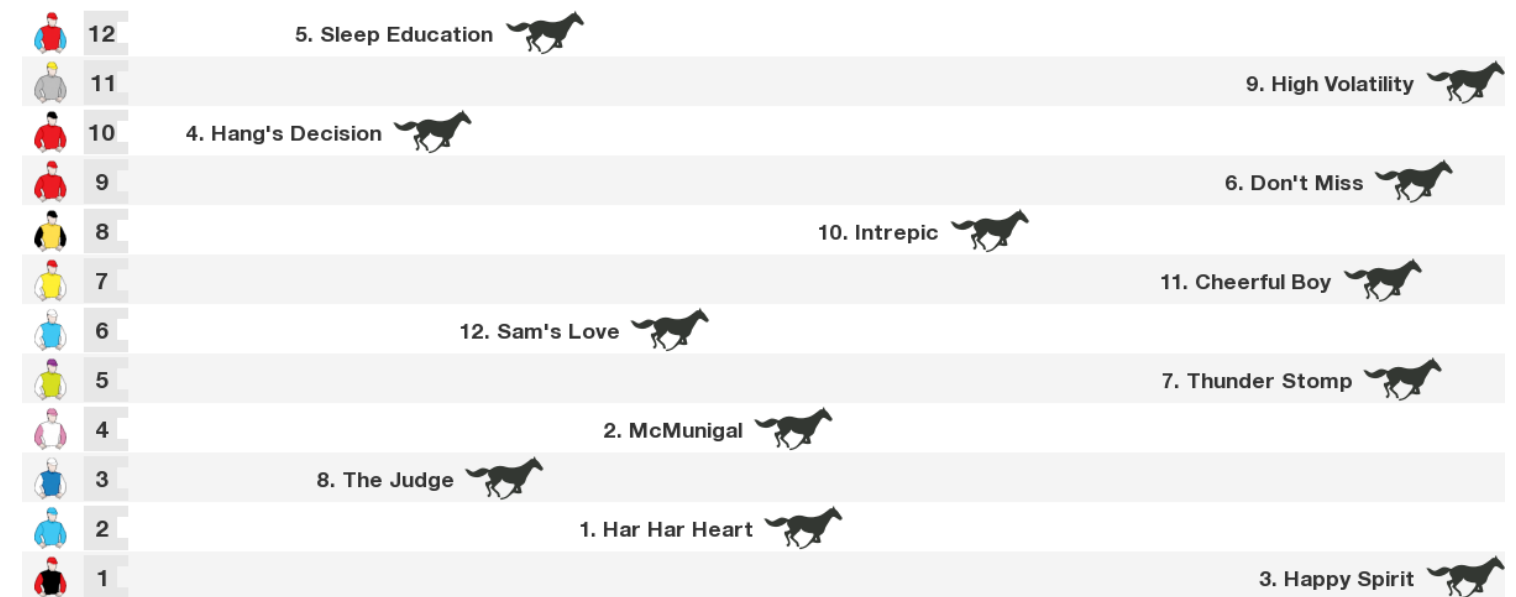 12 5. Sleep Education
11 9. High Volatility
10 4. Hang's Decision
9 6. Don't Miss
8 10. Intrepic
7 11. Cheerful Boy
6 12. Sam's Love
5 7. Thunder Stomp
4 2. McMunigal
3 8. The Judge
2 1. Har Har Heart
1 3. Happy Spirit